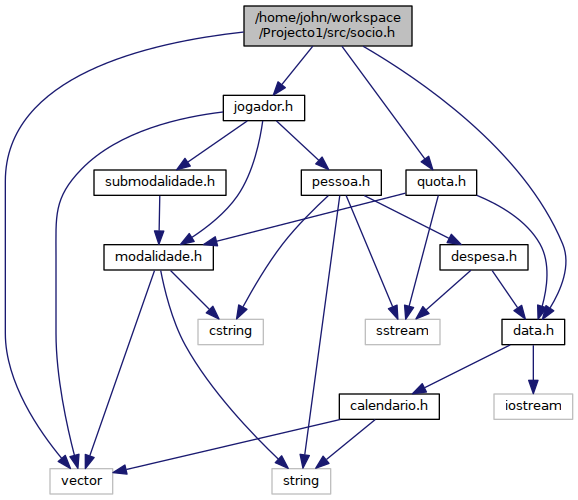 /home/john/workspace
/Projecto1/src/socio.h
jogador.h
submodalidade.h
pessoa.h
quota.h
modalidade.h
despesa.h
cstring
sstream
data.h
calendario.h
iostream
vector
string